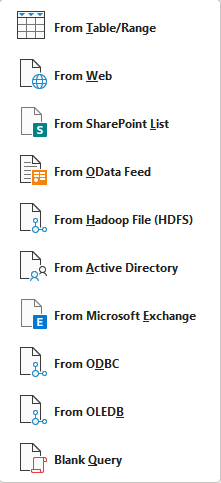 From Table/Range
From Web
S
From SharePoint List
From OData Feed
From Hadoop File (HDFS)
From Active Directory
E
From Microsoft Exchange
From ODBC
From OLEDB
Blank Query